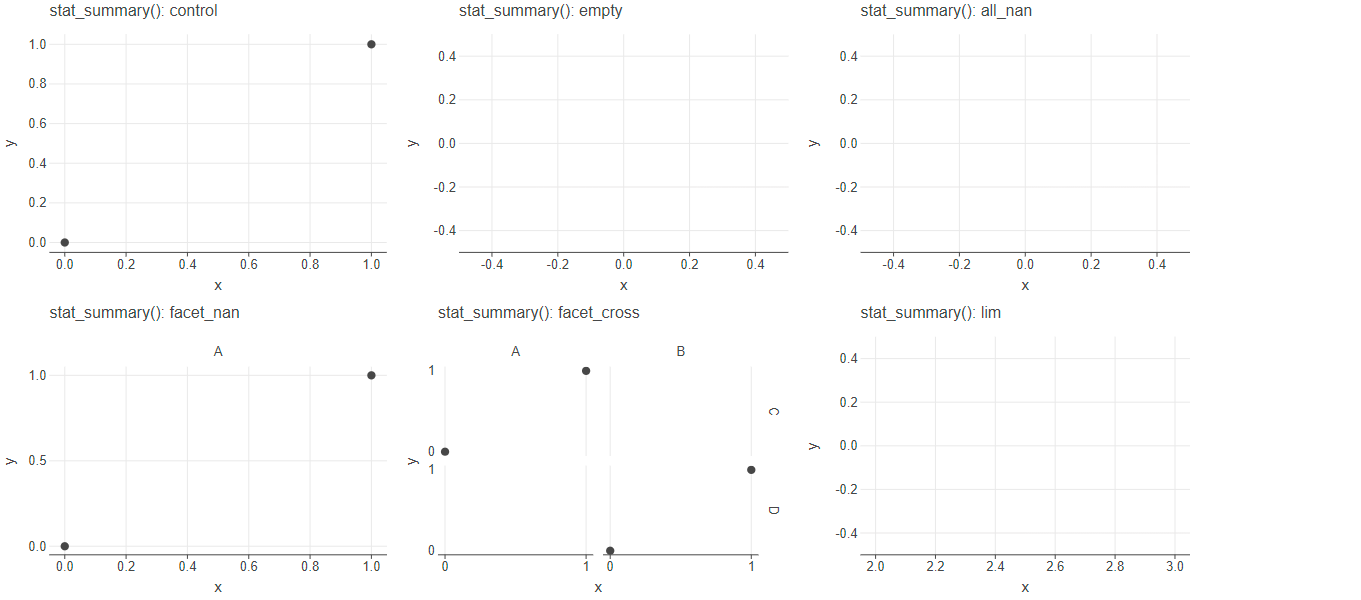 stat_summary(): control
1.0
0.8
0.6
0.4
0.2
0.0
y
0.0 0.2 0.4 0.6 0.8 1.0
x
stat_summary(): empty
0.4
0.2
0.0
-0.2
-0.4
y
-0.4 -0.2 0.0 0.2 0.4
x
stat_summary(): all_nan
0.4
0.2
0.0
-0.2
-0.4
y
-0.4 -0.2 0.0 0.2 0.4
x
stat_summary(): facet_nan
A
1.0
0.5
0.0
y
0.0 0.2 0.4 0.6 0.8 1.0
x
stat_summary(): facet_cross
A B
1
0
C
1
0
D
y
0 1 0 1
x
stat_summary(): lim
0.4
0.2
0.0
-0.2
-0.4
y
2.0 2.2 2.4 2.6 2.8 3.0
x